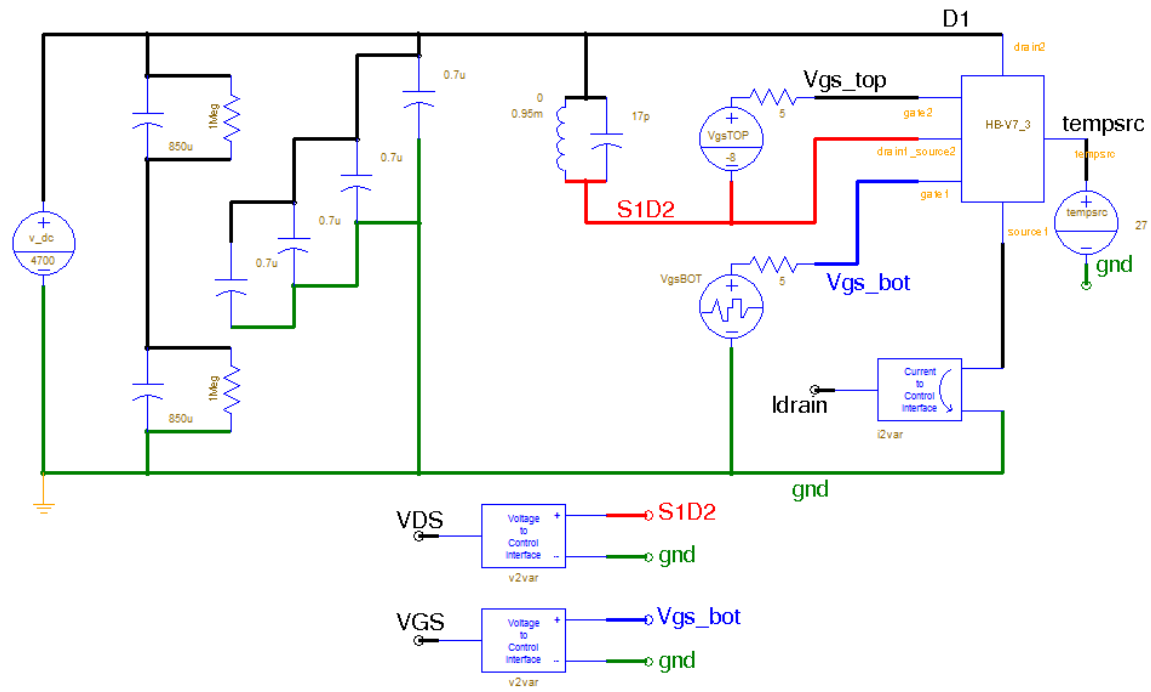 D1
drain2
0.7u
Vgs_top
0
0.95m
17p
5
gate2
HB-V7_3
tempsrc
tempsrc
1Meg
850u
VgsTOP
-8
drain1_source2
0.7u
gate1
S1D2
tempsrc
27
v_dc
4700
0.7u
source1
0.7u
VgsBOT
5
Vgs_bot
gnd
1Meg
850u
Current
to
Control
Interface
Idrain
i2var
gnd
VDS
Voltage
to
Control
Interface
+
--
S1D2
gnd
v2var
VGS
Voltage
to
Control
Interface
+
--
Vgs_bot
gnd
v2var